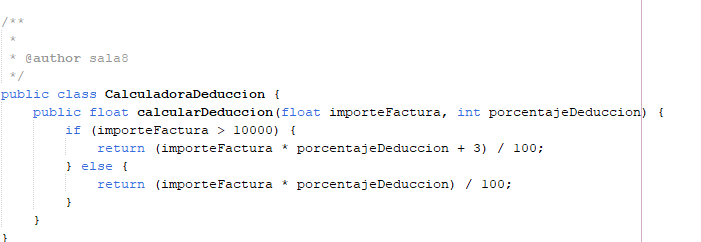 /**
 *
 * @author sala8
 */
public class CalculadoraDeduccion {
    public float calcularDeduccion(float importeFactura, int porcentajeDeduccion) {
        if (importeFactura > 10000) {
            return (importeFactura * porcentajeDeduccion + 3) / 100;
        } else {
            return (importeFactura * porcentajeDeduccion) / 100;
        }
    }
}